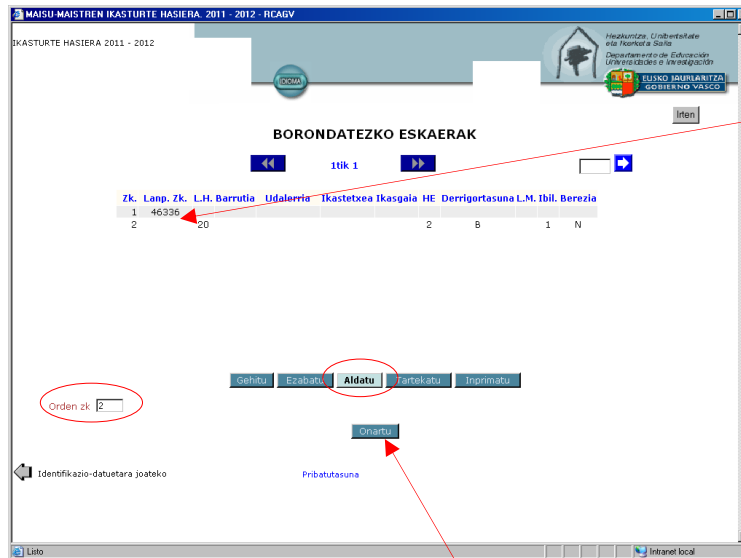 MAISU-MAISTREN IKASTURTE HASIERA. 2011 - 2012 - RCAGV
IKASTURTE HASIERA 2011 - 2012
Hezkuntza, Unibertsitate
eta Ikerketa Saila
Departamento de Educación
Universidades e Investigación
IDIOMA
EUSKO JAURLARITZA
GOBIERNO VASCO
Irten
BORONDATEZKO ESKAERAK
1tik 1
Zk. Lanp. Zk. L.H. Barrutia Udalerria Ikastetxea Ikasgaia HE Derrigortasuna L.M. Ibil. Berezia
1 46336
2 20 2 B 1 N
Gehitu Ezabatu Aldatu Tartekatu Inprimatu
Orden zk 2
Onartu
Identifikazio-datuetara joateko Pribatutasuna
Listo Intranet local